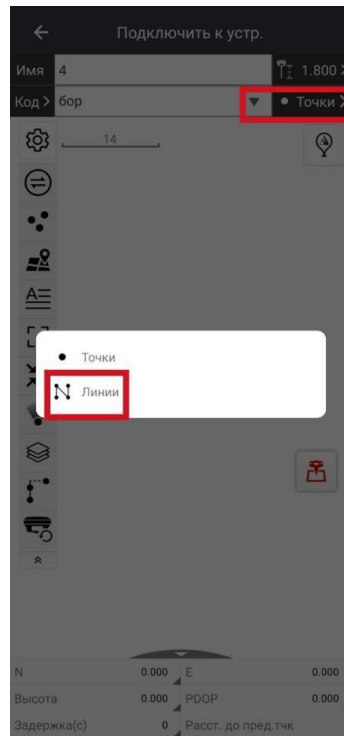 Подключить к устр.
Имя 4 1.800
Код > бор Точки
14
Точки
Линии
N 0.000 E 0.000
Высота 0.000 PDOP 0.000
Задержка(с) 0 Расст. до пред.тчк